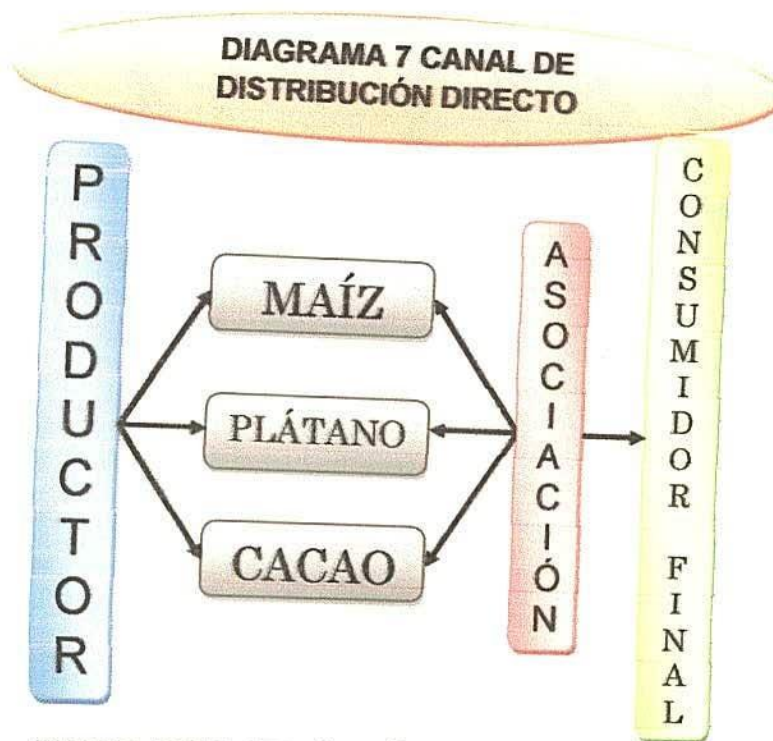 DIAGRAMA 7 CANAL DE
DISTRIBUCIÓN DIRECTO
PRODUCTOR
MAÍZ
PLÁTANO
CACAO
ASOCIACIÓN
CONSUMIDOR FINAL